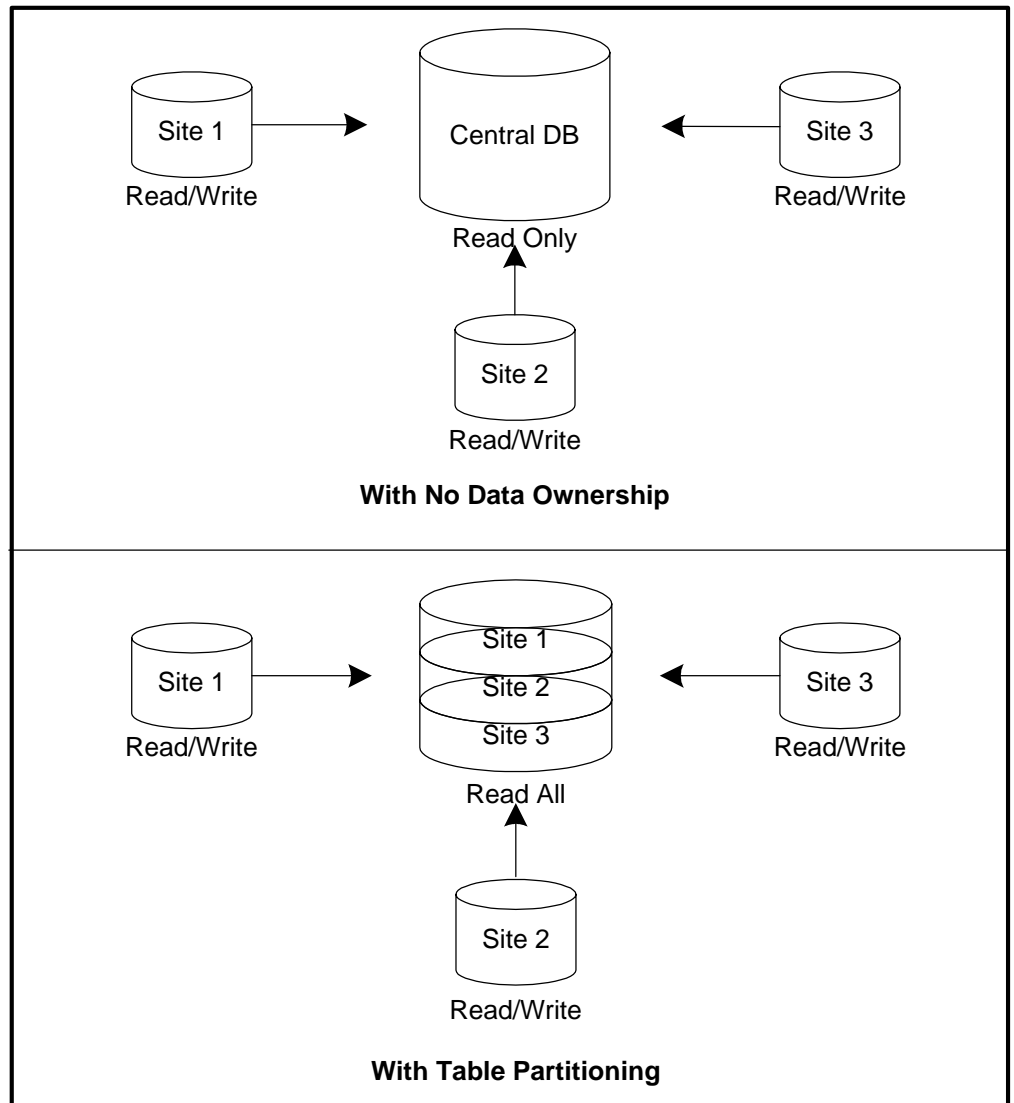 Site 1
Central DB
Site 3
Read/Write
Read/Write
Read Only
Site 2
Read/Write
With No Data Ownership
Site 1
Site 1
Site 2
Site 3
Site 3
Read/Write
Read/Write
Read All
Site 2
Read/Write
With Table Partitioning